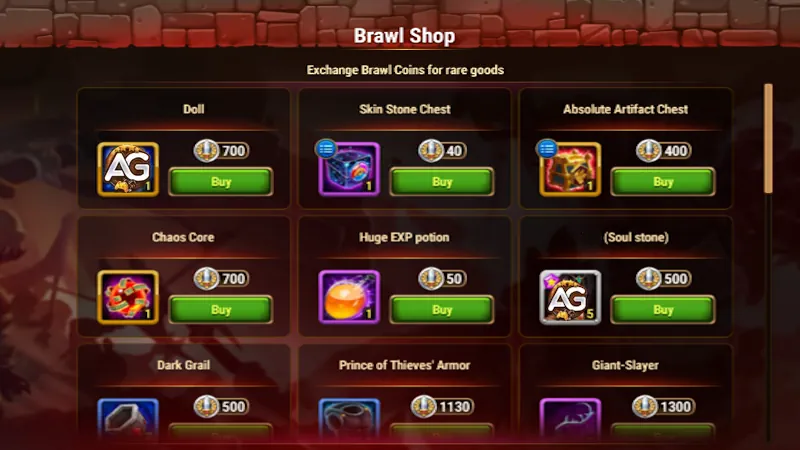 Brawl Shop
Exchange Brawl Coins for rare goods
Doll
Skin Stone Chest
Absolute Artifact Chest
700
40
400
AG
1
1
1
Buy
Buy
Buy
Chaos Core
Huge EXP potion
(Soul stone)
700
50
500
1
1
AG
5
Buy
Buy
Buy
Dark Grail
Prince of Thieves' Armor
Giant-Slayer
500
1130
1300